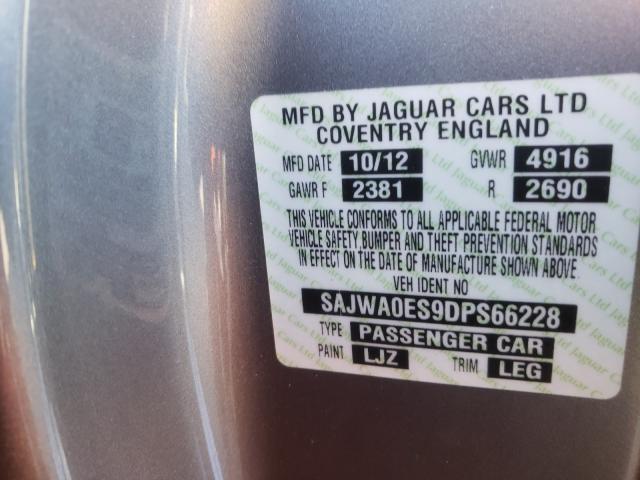 MFD BY JAGUAR CARS LTD
COVENTRY ENGLAND
MFD DATE 10/12 GVWR 4916
GAWR F 2381 R 2690
THIS VEHICLE CONFORMS TO ALL APPLICABLE FEDERAL MOTOR
VEHICLE SAFETY, BUMPER AND THEFT PREVENTION STANDARDS
IN EFFECT ON THE DATE OF MANUFACTURE SHOWN ABOVE.
VEH IDENT NO
SAJWA0ES9DPS66228
TYPE PASSENGER CAR
PAINT LJZ TRIM LEG